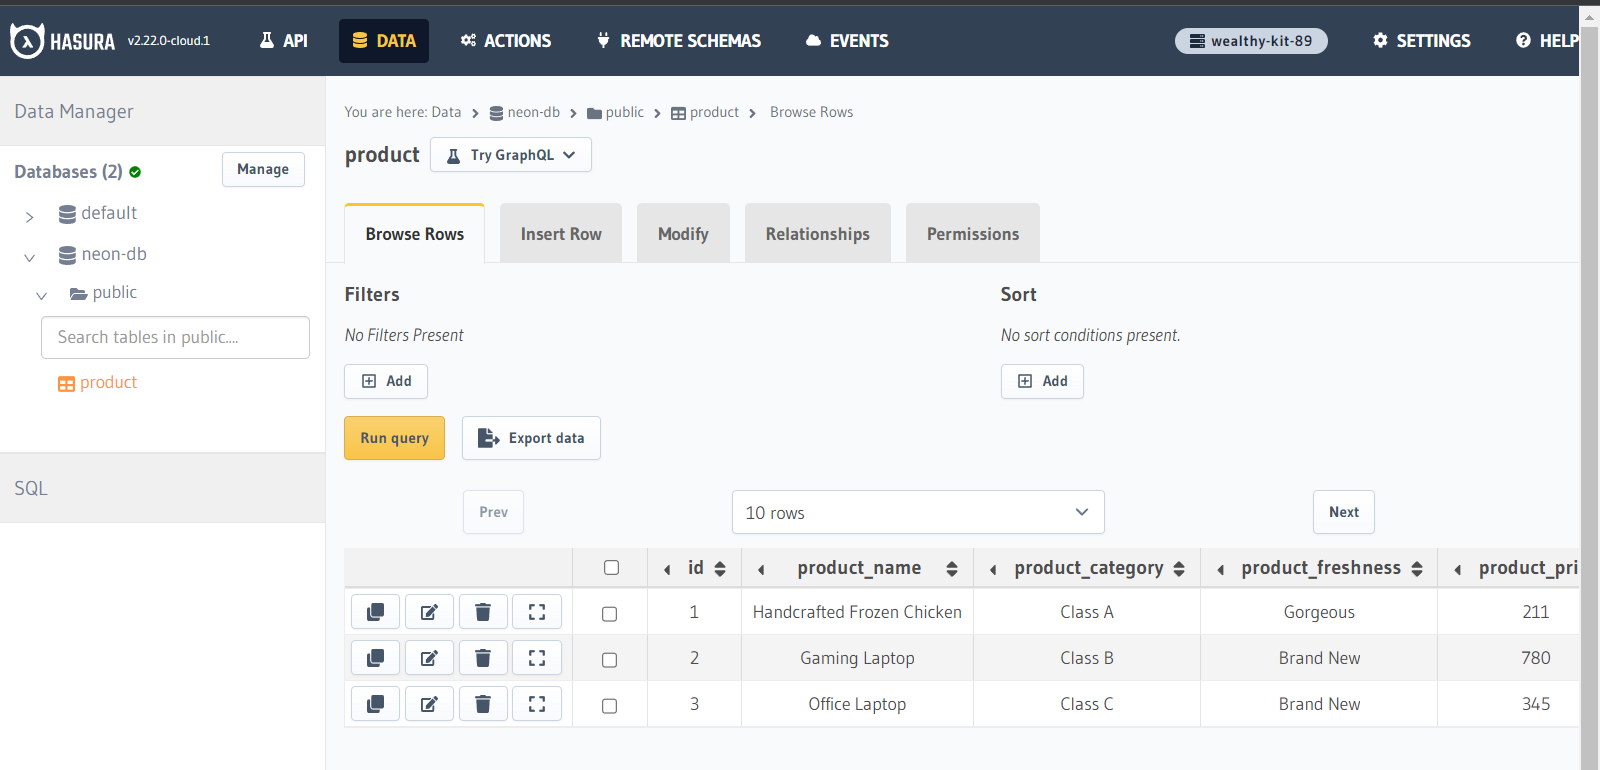 HASURA v2.22.0-cloud.1 API DATA ACTIONS REMOTE SCHEMAS EVENTS wealthy-kit-89 SETTINGS HELP
Data Manager
Databases (2) Manage
default
neon-db
public
Search tables in public....
product
SQL
You are here: Data > neon-db > public > product > Browse Rows
product Try GraphQL
Browse Rows Insert Row Modify Relationships Permissions
Filters Sort
No Filters Present No sort conditions present.
Add Add
Run query Export data
Prev 10 rows Next
id product_name product_category product_freshness product_pri
1 Handcrafted Frozen Chicken Class A Gorgeous 211
2 Gaming Laptop Class B Brand New 780
3 Office Laptop Class C Brand New 345